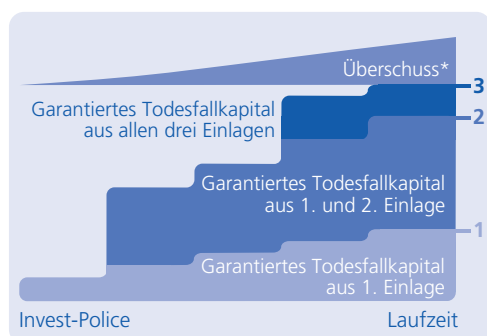 Überschuss*
3
Garantiertes Todesfallkapital
aus allen drei Einlagen
2
Garantiertes Todesfallkapital
aus 1. und 2. Einlage
1
Garantiertes Todesfallkapital
aus 1. Einlage
Invest-Police
Laufzeit